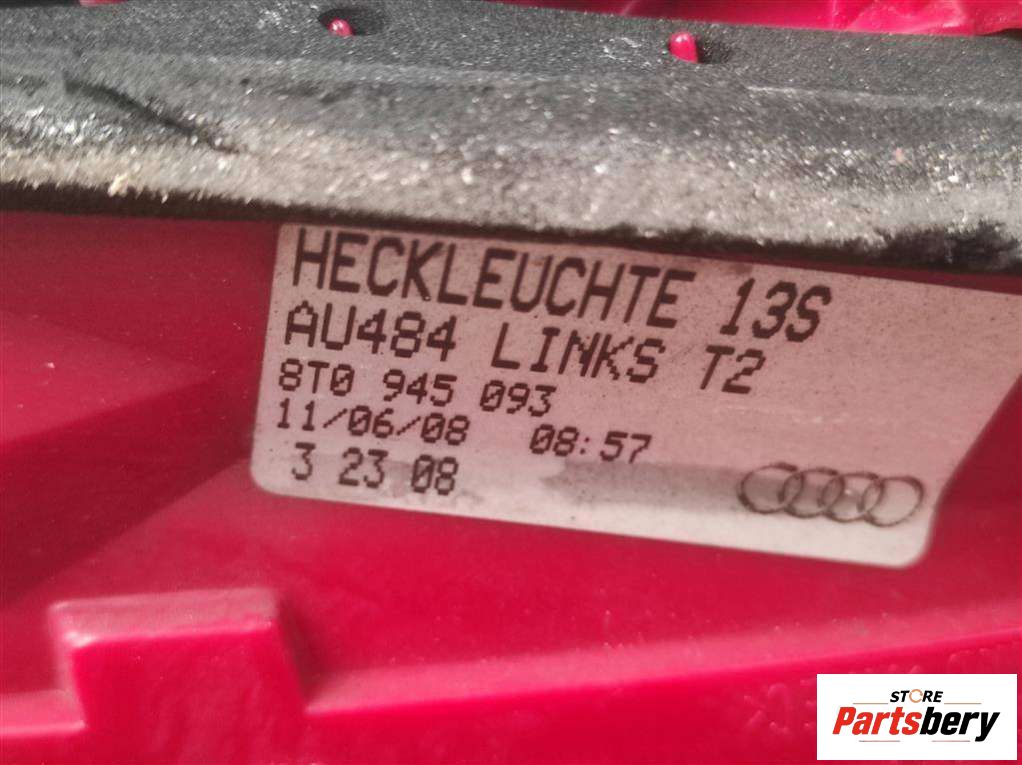 HECKLEUCHTE 13S
AU484 LINKS T2
8T0 945 093
11/06/08 08:57
3 23 08
STORE
Partsbery